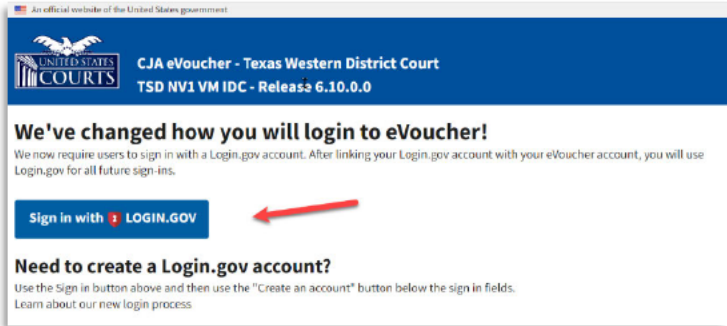 An official website of the United States government
UNITED STATES
COURTS
CJA eVoucher - Texas Western District Court
TSD NV1 VM IDC - Release 6.10.0.0
We've changed how you will login to eVoucher!
We now require users to sign in with a Login.gov account. After linking your Login.gov account with your eVoucher account, you will use
Login.gov for all future sign-ins.
Sign in with LOGIN.GOV
Need to create a Login.gov account?
Use the Sign in button above and then use the "Create an account" button below the sign in fields.
Learn about our new login process